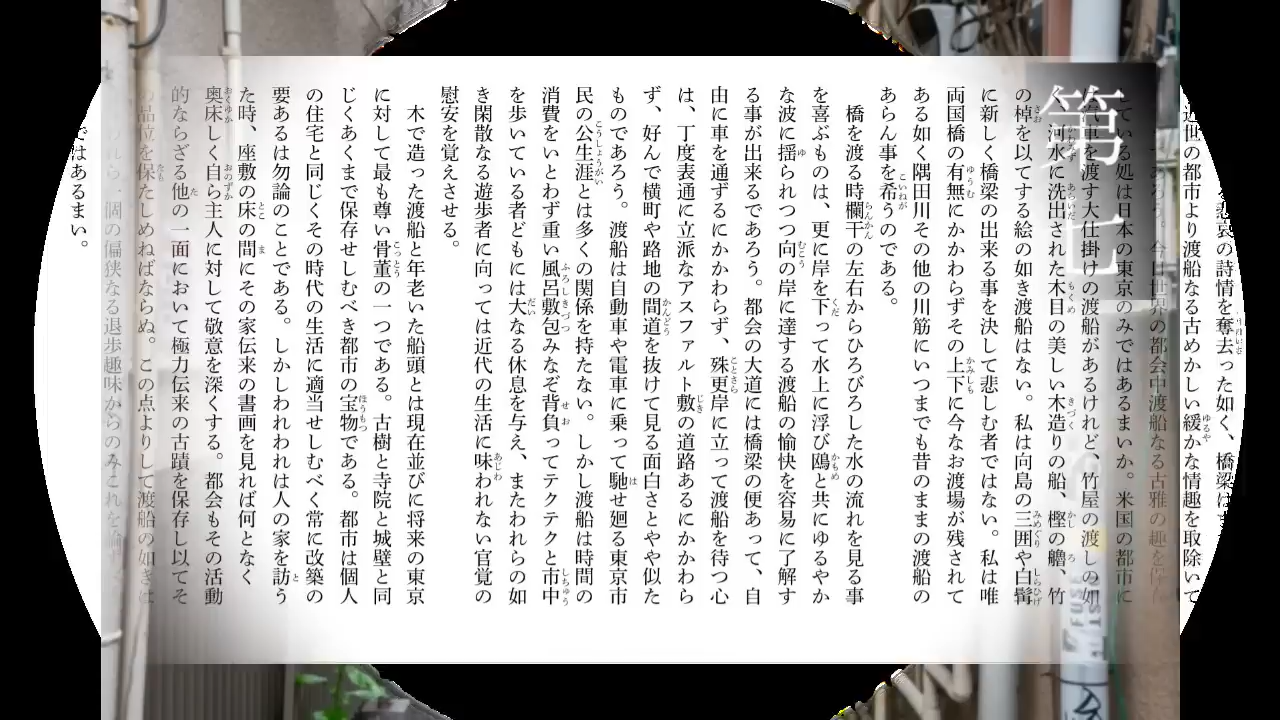 悲哀の詩情を奪去った如く、橋梁はま
近世の都市より渡船なる古めかしい緩かな情趣を取除いて
今日世界の都会中渡船なる古雅の趣を保
している処は日本の東京のみではあるまいか。米国の都市に
汽車を渡す大仕掛けの渡船があるけれど、竹屋の渡しの如
く、河水に洗出された木目の美しい木造りの船、樫の艪、竹
の棹を以てする絵の如き渡船はない。私は向島の三囲や白髯
に新しく橋梁の出来る事を決して悲しむ者ではない。私は唯
両国橋の有無にかかわらずその上下に今なお渡場が残されて
ある如く隅田川その他の川筋にいつまでも昔のままの渡船の
あらん事を希うのである。
橋を渡る時欄干の左右からひろびろした水の流れを見る事
を喜ぶものは、更に岸を下って水上に浮び鴎と共にゆるやか
な波に揺られつつ向の岸に達する渡船の愉快を容易に了解す
る事が出来るであろう。都会の大道には橋梁の便あって、自
由に車を通ずるにかかわらず、殊更岸に立って渡船を待つ心
は、丁度表通に立派なアスファルト敷の道路あるにかかわら
ず、好んで横町や路地の間道を抜けて見る面白さとやや似た
ものであろう。渡船は自動車や電車に乗って馳せ廻る東京市
民の公生涯とは多くの関係を持たない。しかし渡船は時間の
消費をいとわず重い風呂敷包みなぞ背負ってテクテクと市中
を歩いている者どもには大なる休息を与え、またわれらの如
き閑散なる遊歩者に向っては近代の生活に味われない官覚の
慰安を覚えさせる。
木で造った渡船と年老いた船頭とは現在並びに将来の東京
に対して最も尊い骨董の一つである。古樹と寺院と城壁と同
じくあくまで保存せしむべき都市の宝物である。都市は個人
の住宅と同じくその時代の生活に適当せしむべく常に改築の
要あるは勿論のことである。しかしわれわれは人の家を訪う
た時、座敷の床の間にその家伝来の書画を見れば何となく
奥床しく自ら主人に対して敬意を深くする。都会もその活動
的ならざる他の一面において極力伝来の古蹟を保存し以てそ
の品位を保たしめねばならぬ。この点よりして渡船の如きは
われら一個の偏狭なる退歩趣味からのみこれを論
ではあるまい。
第七